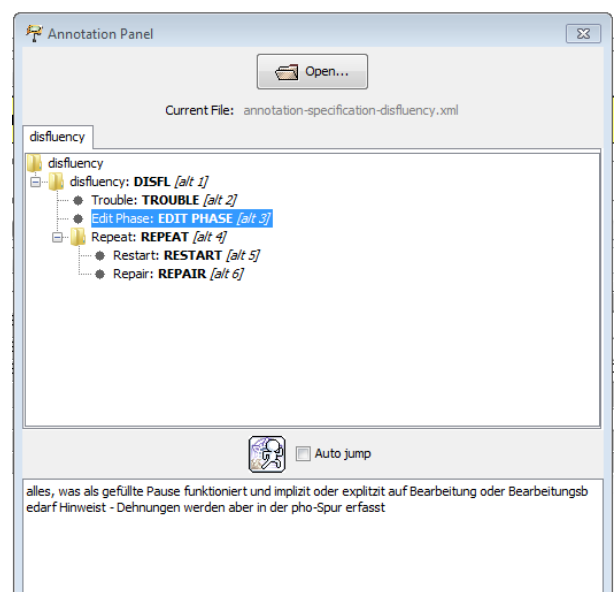 Annotation Panel
Open...
Current File: annotation-specification-disfluency.xml
disfluency
disfluency
disfluency: DISFL [alt 1]
Trouble: TROUBLE [alt 2]
Edit Phase: EDIT PHASE [alt 3]
Repeat: REPEAT [alt 4]
Restart: RESTART [alt 5]
Repair: REPAIR [alt 6]
Auto jump
alles, was als gefüllte Pause funktioniert und implizit oder explitzit auf Bearbeitung oder Bearbeitungsb
edarf Hinweist - Dehnungen werden aber in der pho-Spur erfasst